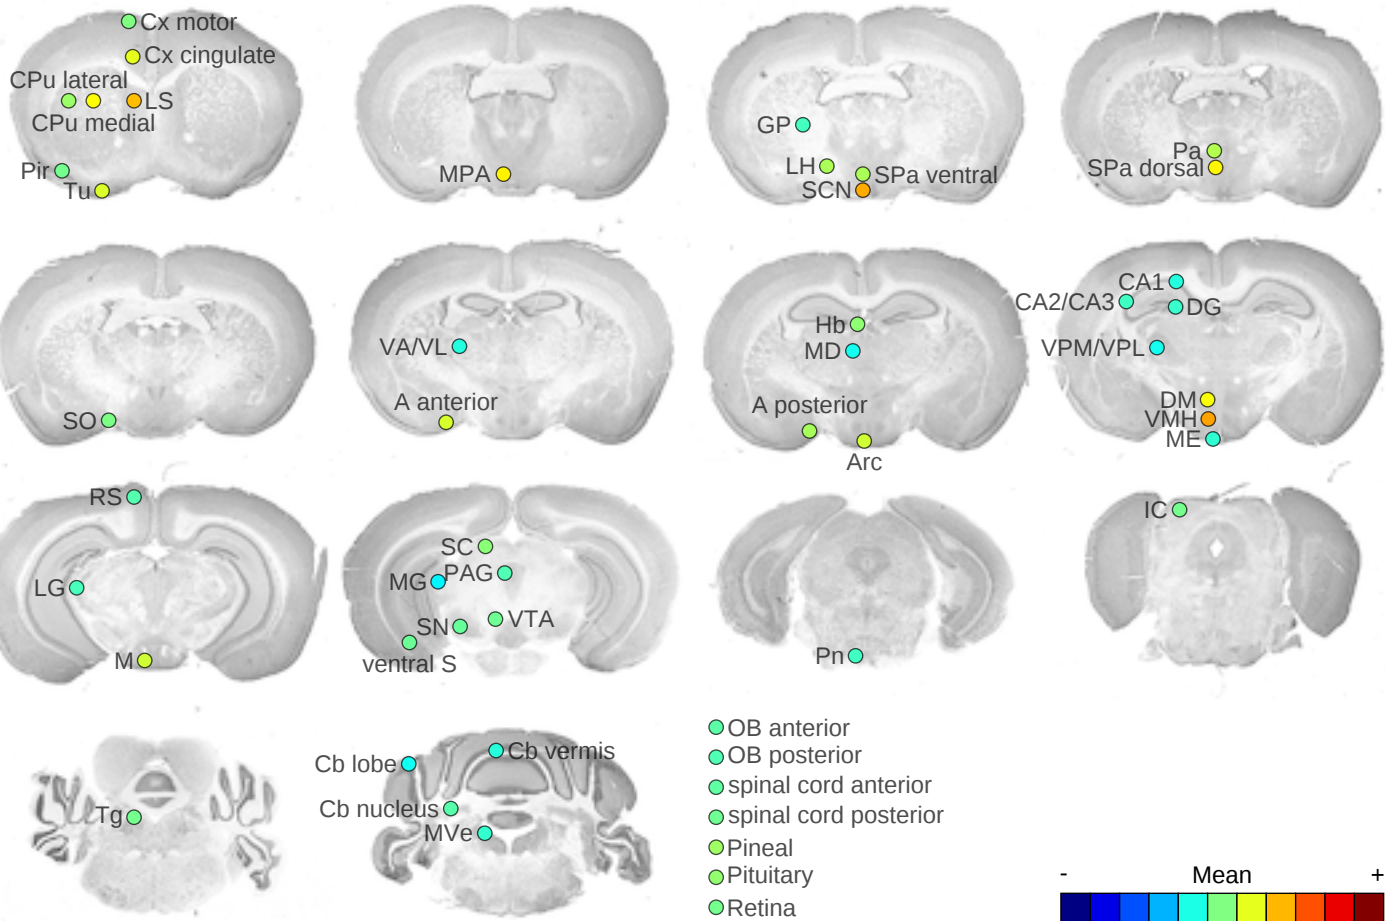 Cx motor
Cx cingulate
CPu lateral
LS
CPu medial
Pir
Tu
MPA
GP
LH
SPa ventral
SCN
Pa
SPa dorsal
SO
VA/VL
A anterior
Hb
MD
A posterior
Arc
CA1
CA2/CA3
DG
VPM/VPL
DM
VMH
ME
RS
LG
M
SC
MG
PAG
SN
VTA
ventral S
Pn
IC
Tg
Cb lobe
Cb vermis
Cb nucleus
MVe
OB anterior
OB posterior
spinal cord anterior
spinal cord posterior
Pineal
Pituitary
Retina
- Mean +